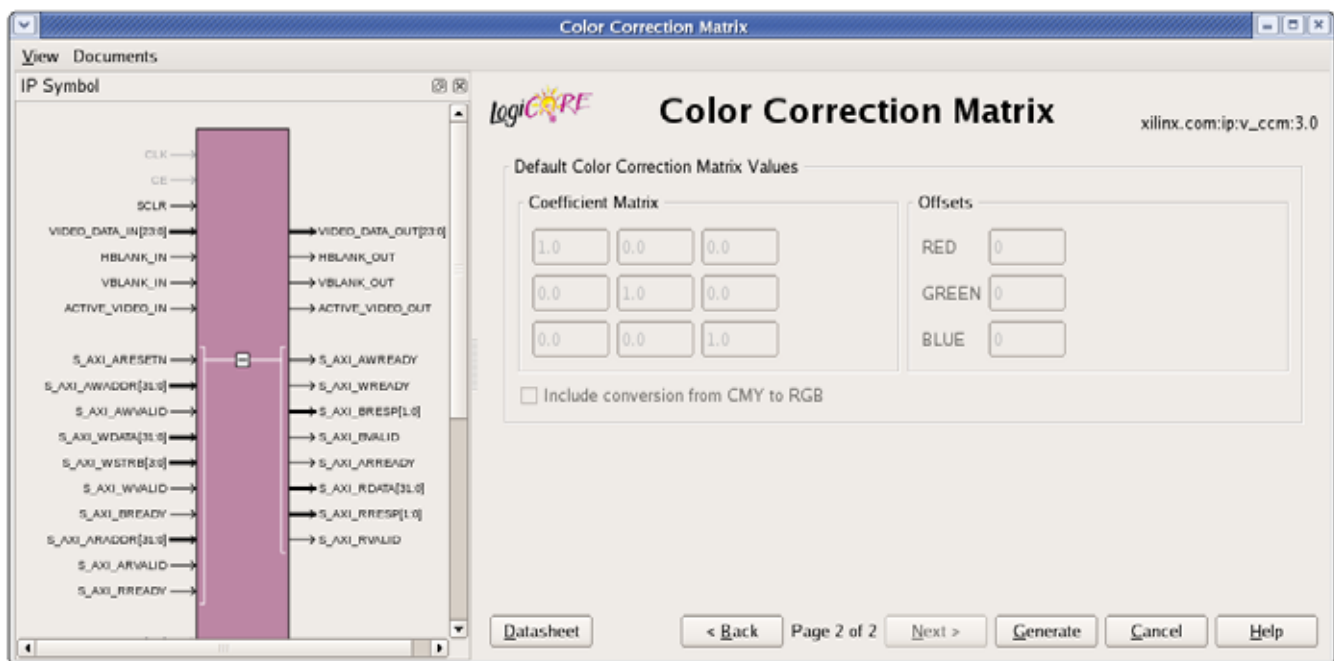 Color Correction Matrix
View Documents
IP Symbol
CLK
CE
SCLR
VIDEO_DATA_IN[23:0] VIDEO_DATA_OUT[23:0]
HBLANK_IN HBLANK_OUT
VBLANK_IN VBLANK_OUT
ACTIVE_VIDEO_IN ACTIVE_VIDEO_OUT
S_AXI_ARESETN S_AXI_AWREADY
S_AXI_AWADDR[31:0] S_AXI_WREADY
S_AXI_AWVALID S_AXI_BRESP[1:0]
S_AXI_WDATA[31:0] S_AXI_BVALID
S_AXI_WSTRB[3:0] S_AXI_ARREADY
S_AXI_WVALID S_AXI_RDATA[31:0]
S_AXI_BREADY S_AXI_RRESP[1:0]
S_AXI_ARADDR[31:0] S_AXI_RVALID
S_AXI_ARVALID
S_AXI_RREADY
LogiCORE
Color Correction Matrix
xilinx.com:ip:v_ccm:3.0
Default Color Correction Matrix Values
Coefficient Matrix
1.0 0.0 0.0
0.0 1.0 0.0
0.0 0.0 1.0
Offsets
RED 0
GREEN 0
BLUE 0
Include conversion from CMY to RGB
Datasheet < Back Page 2 of 2 Next > Generate Cancel Help